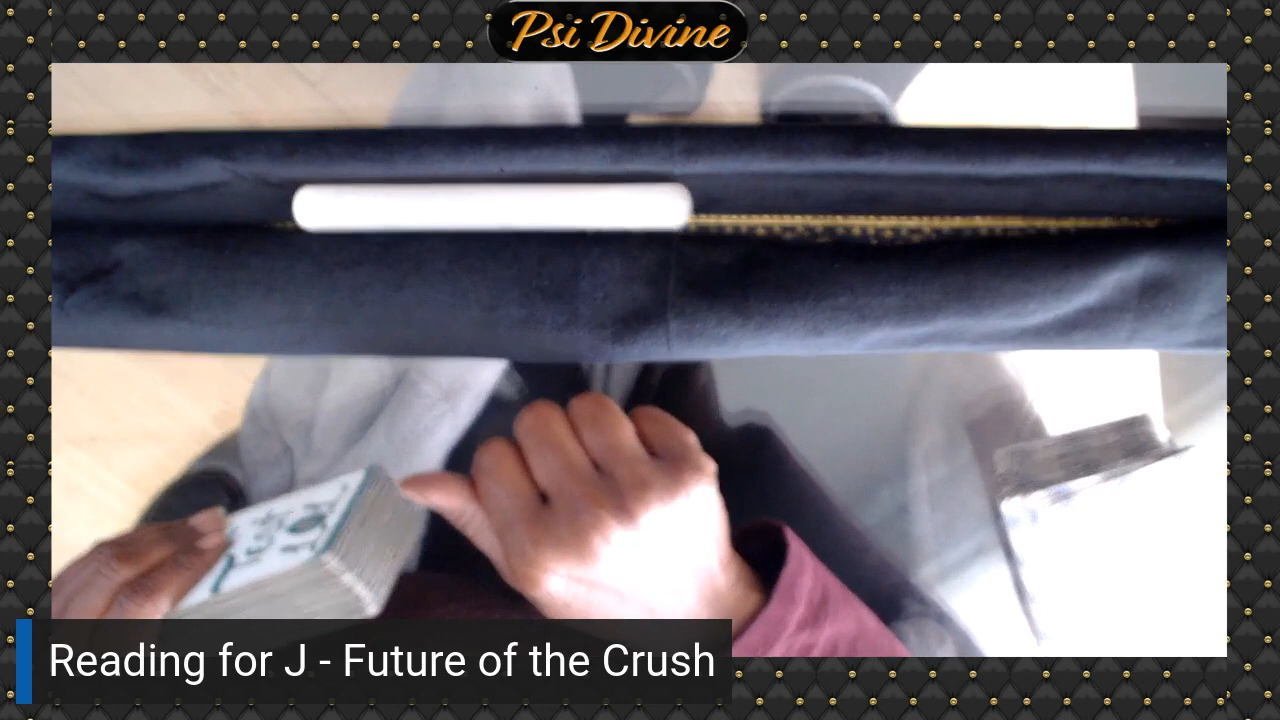 Psi Divine
Reading for J - Future of the Crush